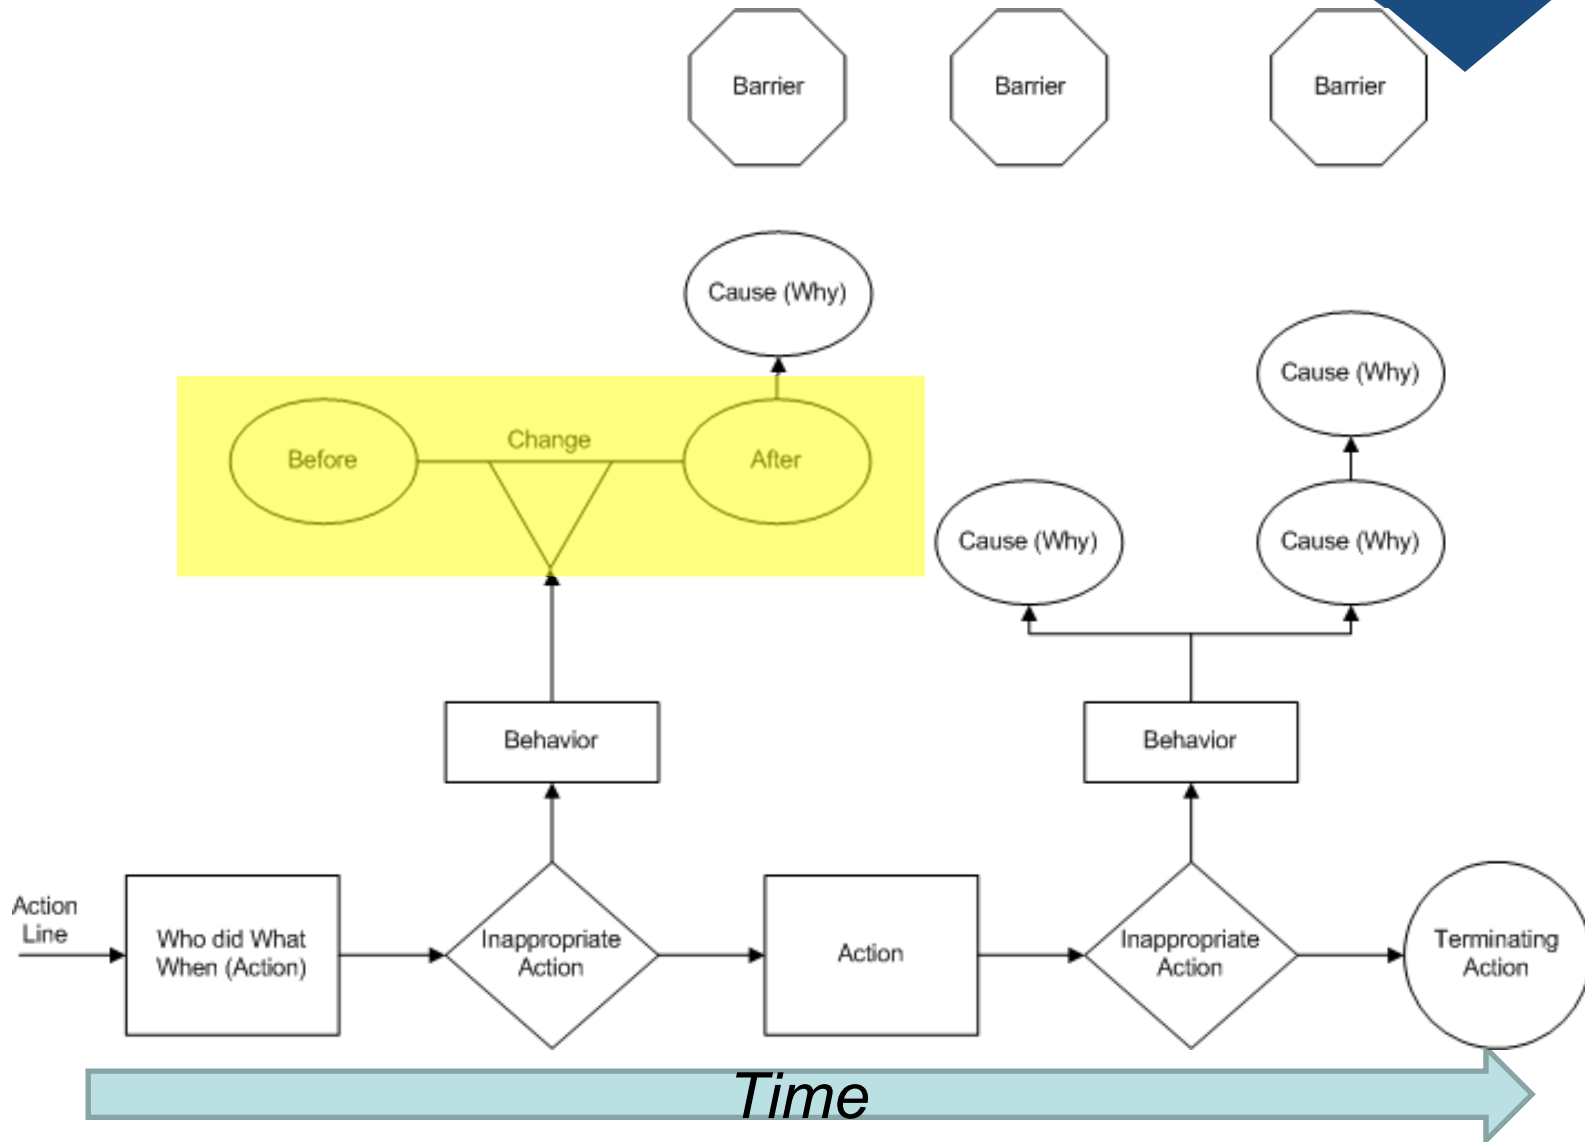 Barrier
Barrier
Barrier
Cause (Why)
Cause (Why)
Before
Change
After
Cause (Why)
Cause (Why)
Behavior
Behavior
Action
Line
Who did What
When (Action)
Inappropriate
Action
Action
Inappropriate
Action
Terminating
Action
Time